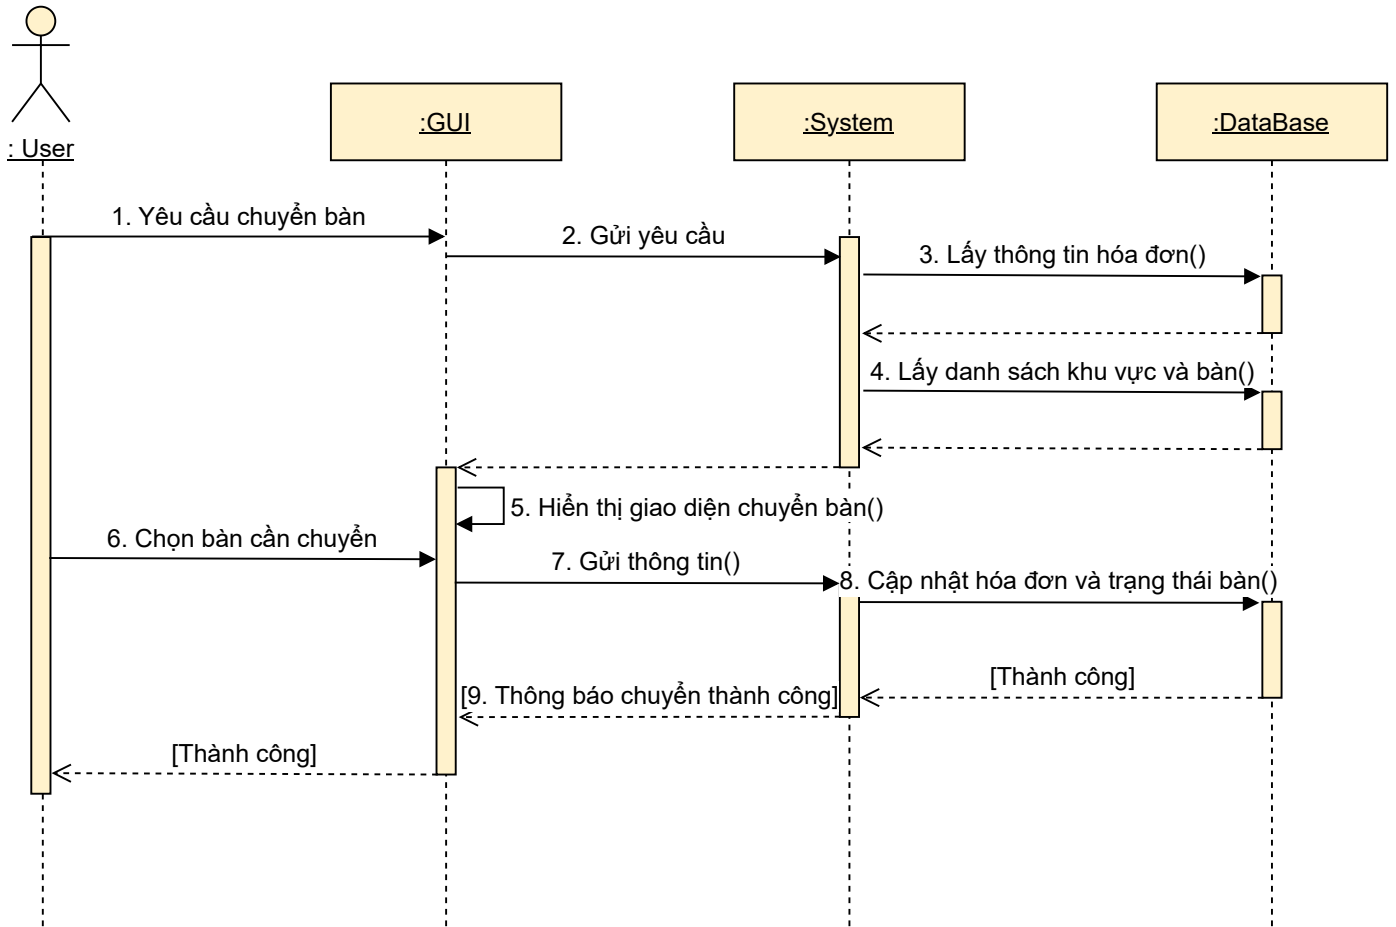 : User
:GUI
:System
:DataBase
1. Yêu cầu chuyển bàn
2. Gửi yêu cầu
3. Lấy thông tin hóa đơn()
4. Lấy danh sách khu vực và bàn()
5. Hiển thị giao diện chuyển bàn()
6. Chọn bàn cần chuyển
7. Gửi thông tin()
8. Cập nhật hóa đơn và trạng thái bàn()
[Thành công]
[9. Thông báo chuyển thành công]
[Thành công]